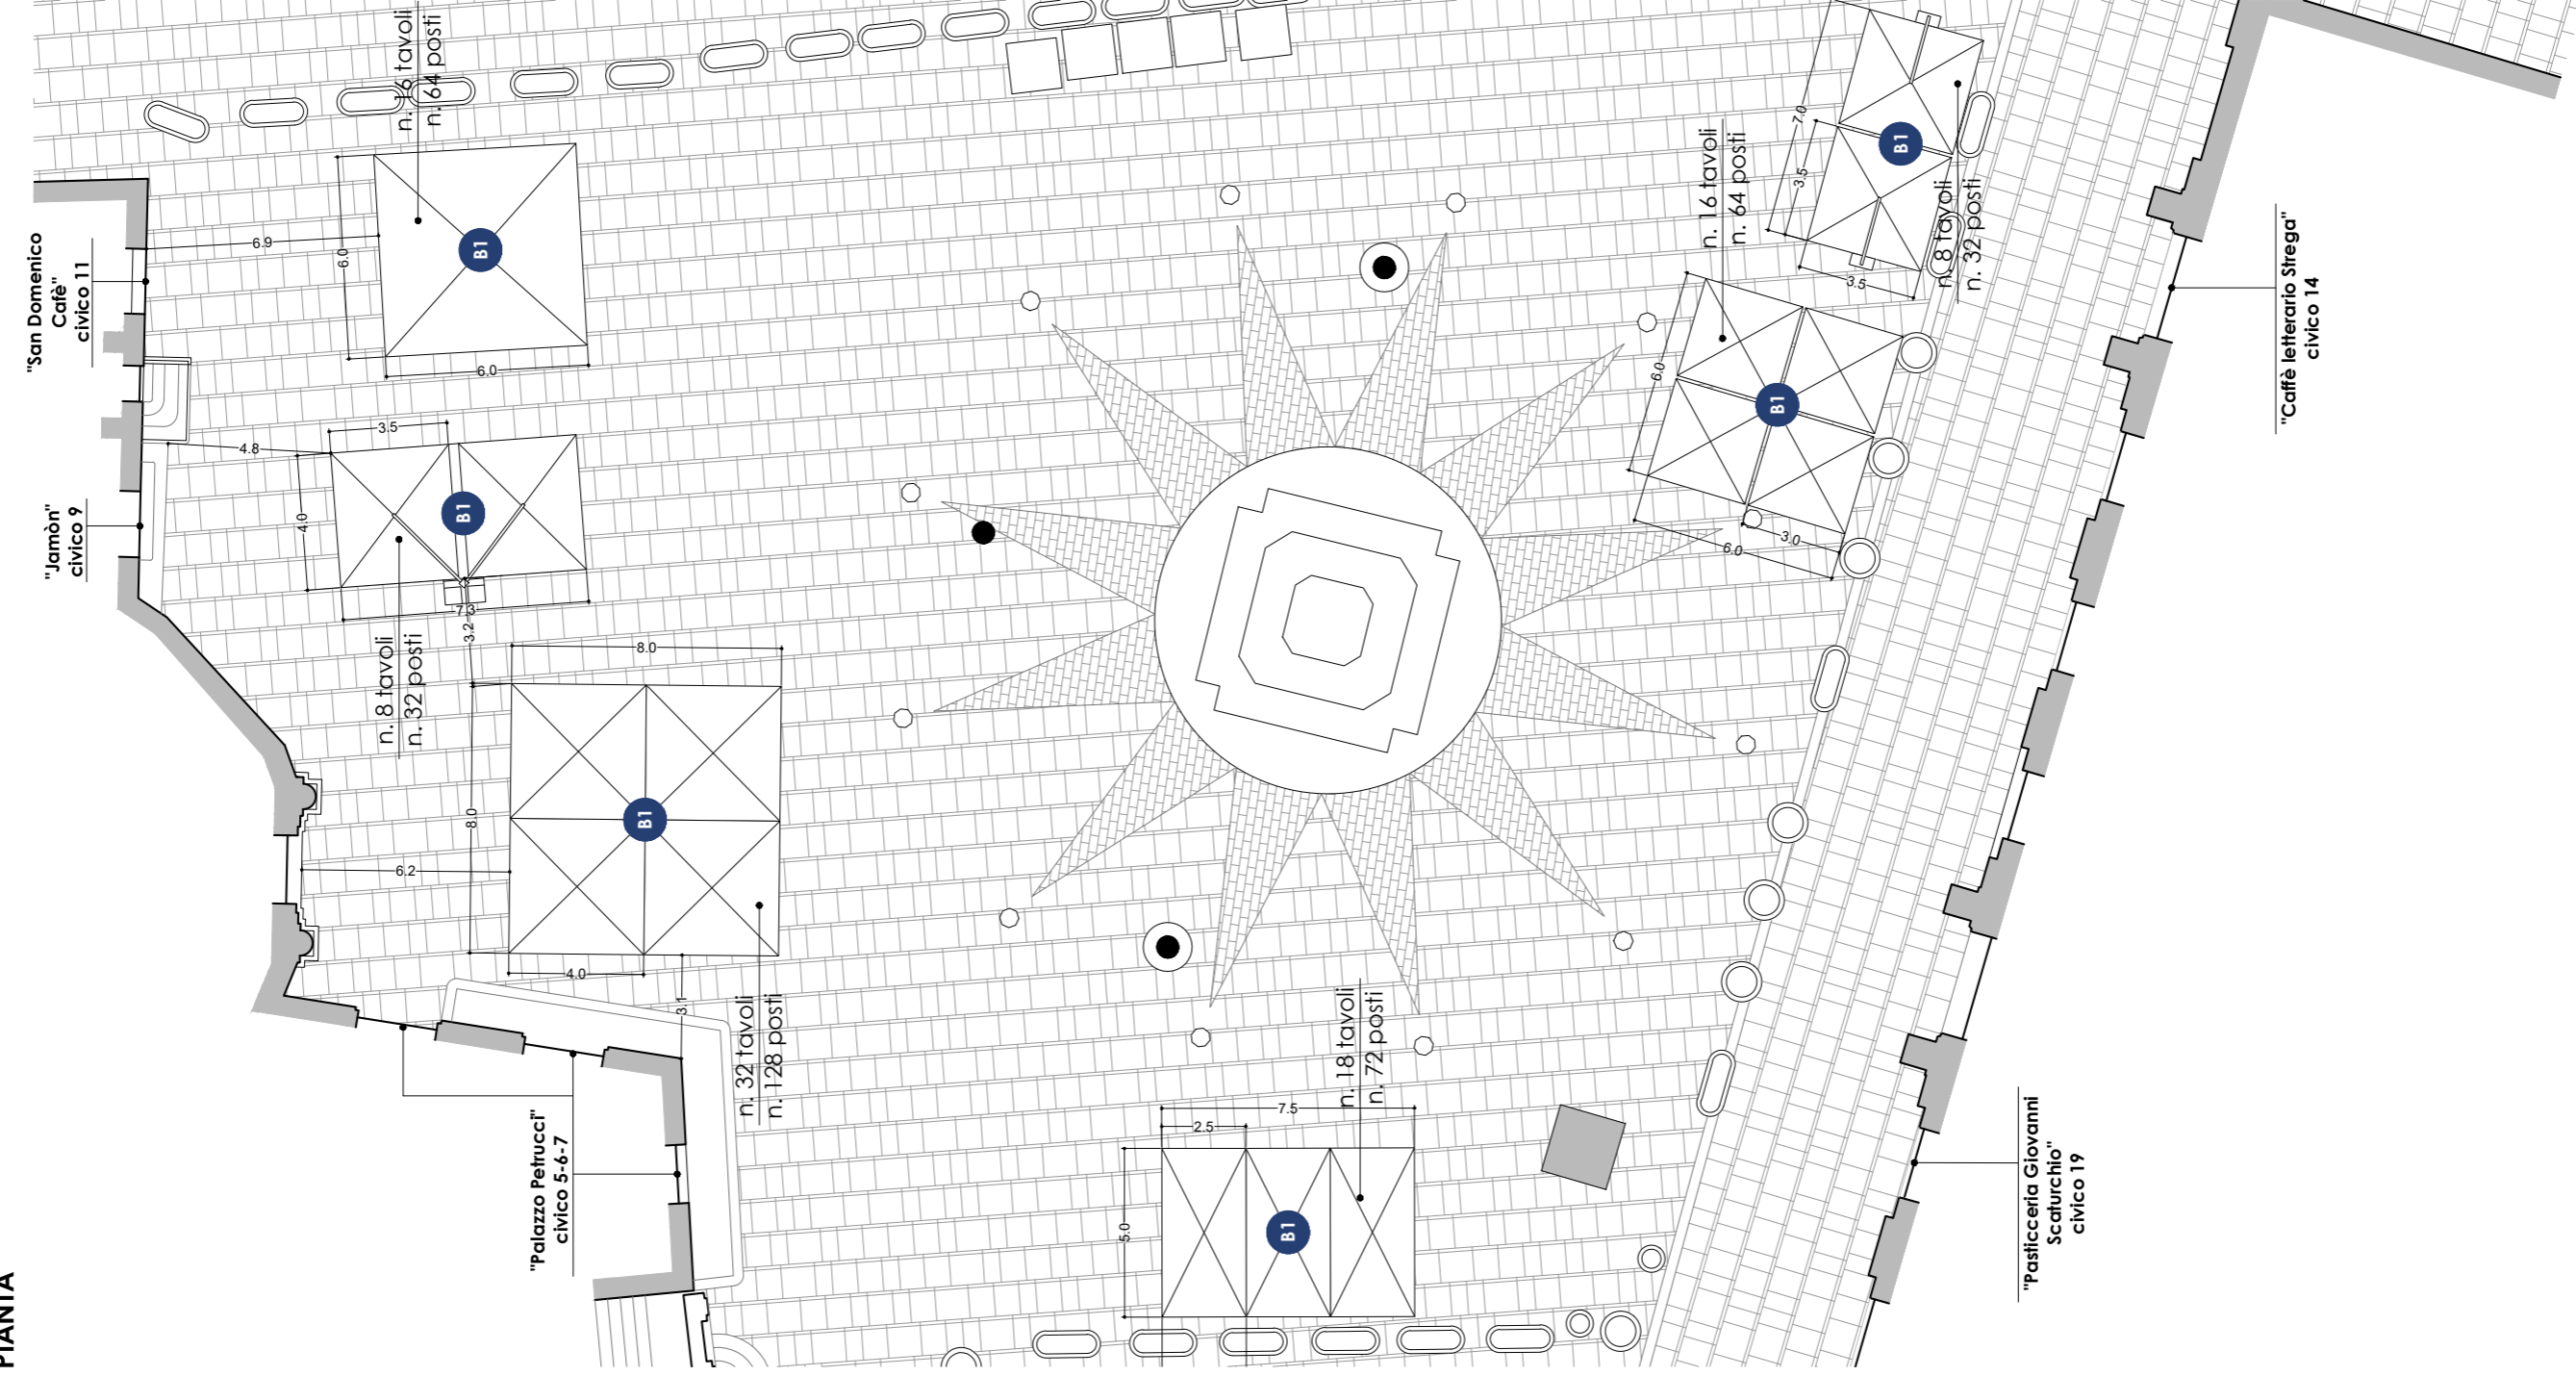 PIANTA
"San Domenico
Cafè"
civico 11
"Jamòn"
civico 9
"Palazzo Petrucci"
civico 5-6-7
"Caffè letterario Strega"
civico 14
"Pasticceria Giovanni
Scaturchio"
civico 19
n. 16 tavoli
n. 64 posti
B1
6.9
6.0
6.0
n. 8 tavoli
n. 32 posti
B1
4.8
3.5
4.0
7.3
3.2
n. 32 tavoli
n. 128 posti
B1
8.0
8.0
6.2
4.0
3.1
n. 18 tavoli
n. 72 posti
B1
7.5
2.5
5.0
n. 16 tavoli
n. 64 posti
B1
6.0
6.0
3.0
n. 8 tavoli
n. 32 posti
B1
7.0
3.5
3.5